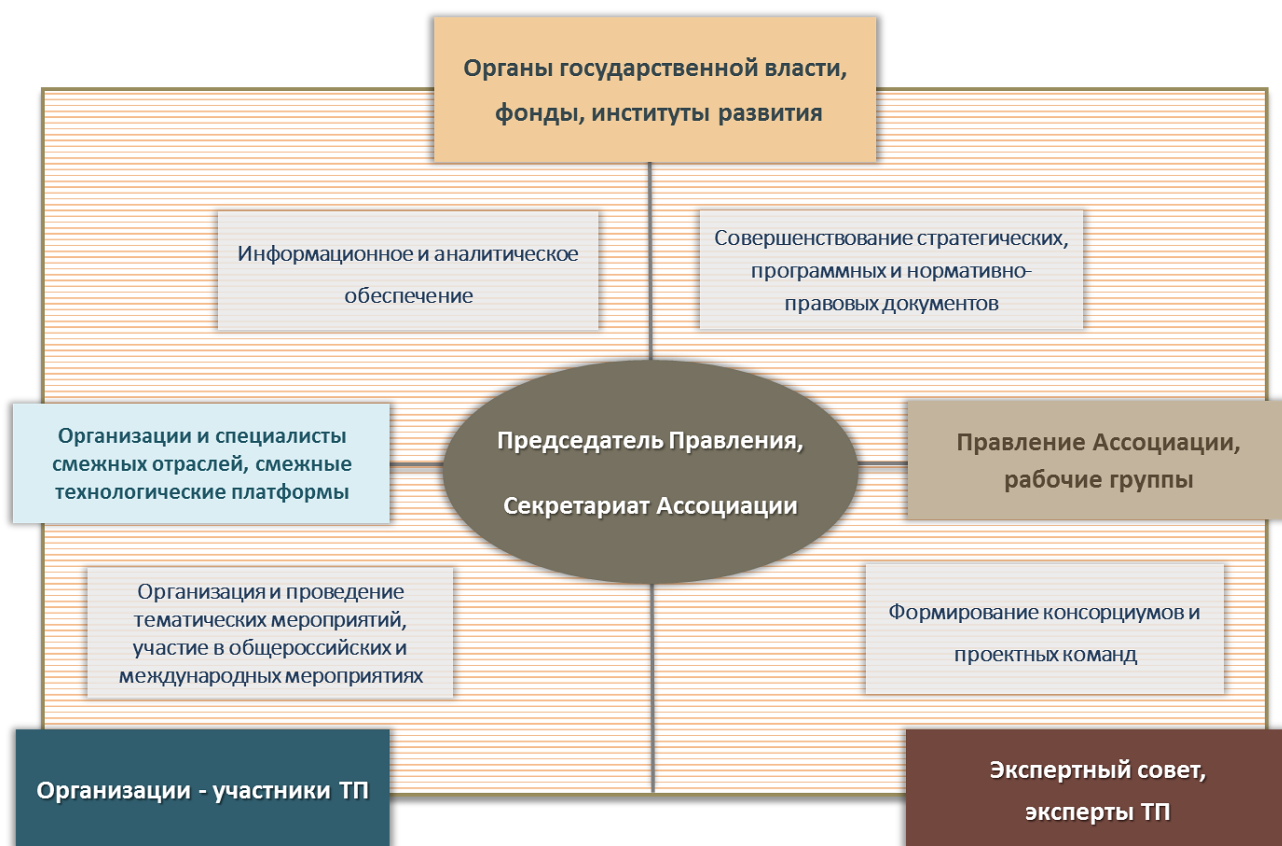 Органы государственной власти,
фонды, институты развития
Информационное и аналитическое
обеспечение
Совершенствование стратегических,
программных и нормативно-
правовых документов
Организации и специалисты
смежных отраслей, смежные
технологические платформы
Председатель Правления,
Секретариат Ассоциации
Правление Ассоциации,
рабочие группы
Организация и проведение
тематических мероприятий,
участие в общероссийских и
международных мероприятиях
Формирование консорциумов и
проектных команд
Организации - участники ТП
Экспертный совет,
эксперты ТП